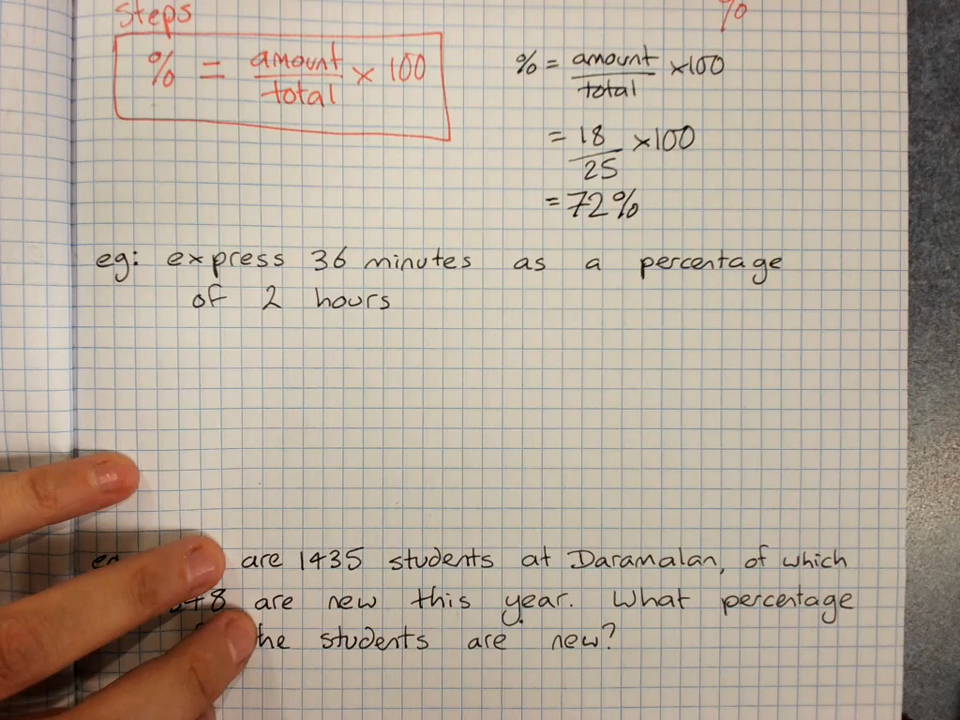 Steps
%
% = amount/total × 100
% = amount/total ×100
= 18/25 ×100
= 72%
eg: express 36 minutes as a percentage
of 2 hours
are 1435 students at Daramalan, of which
are new this year. What percentage
students are new?